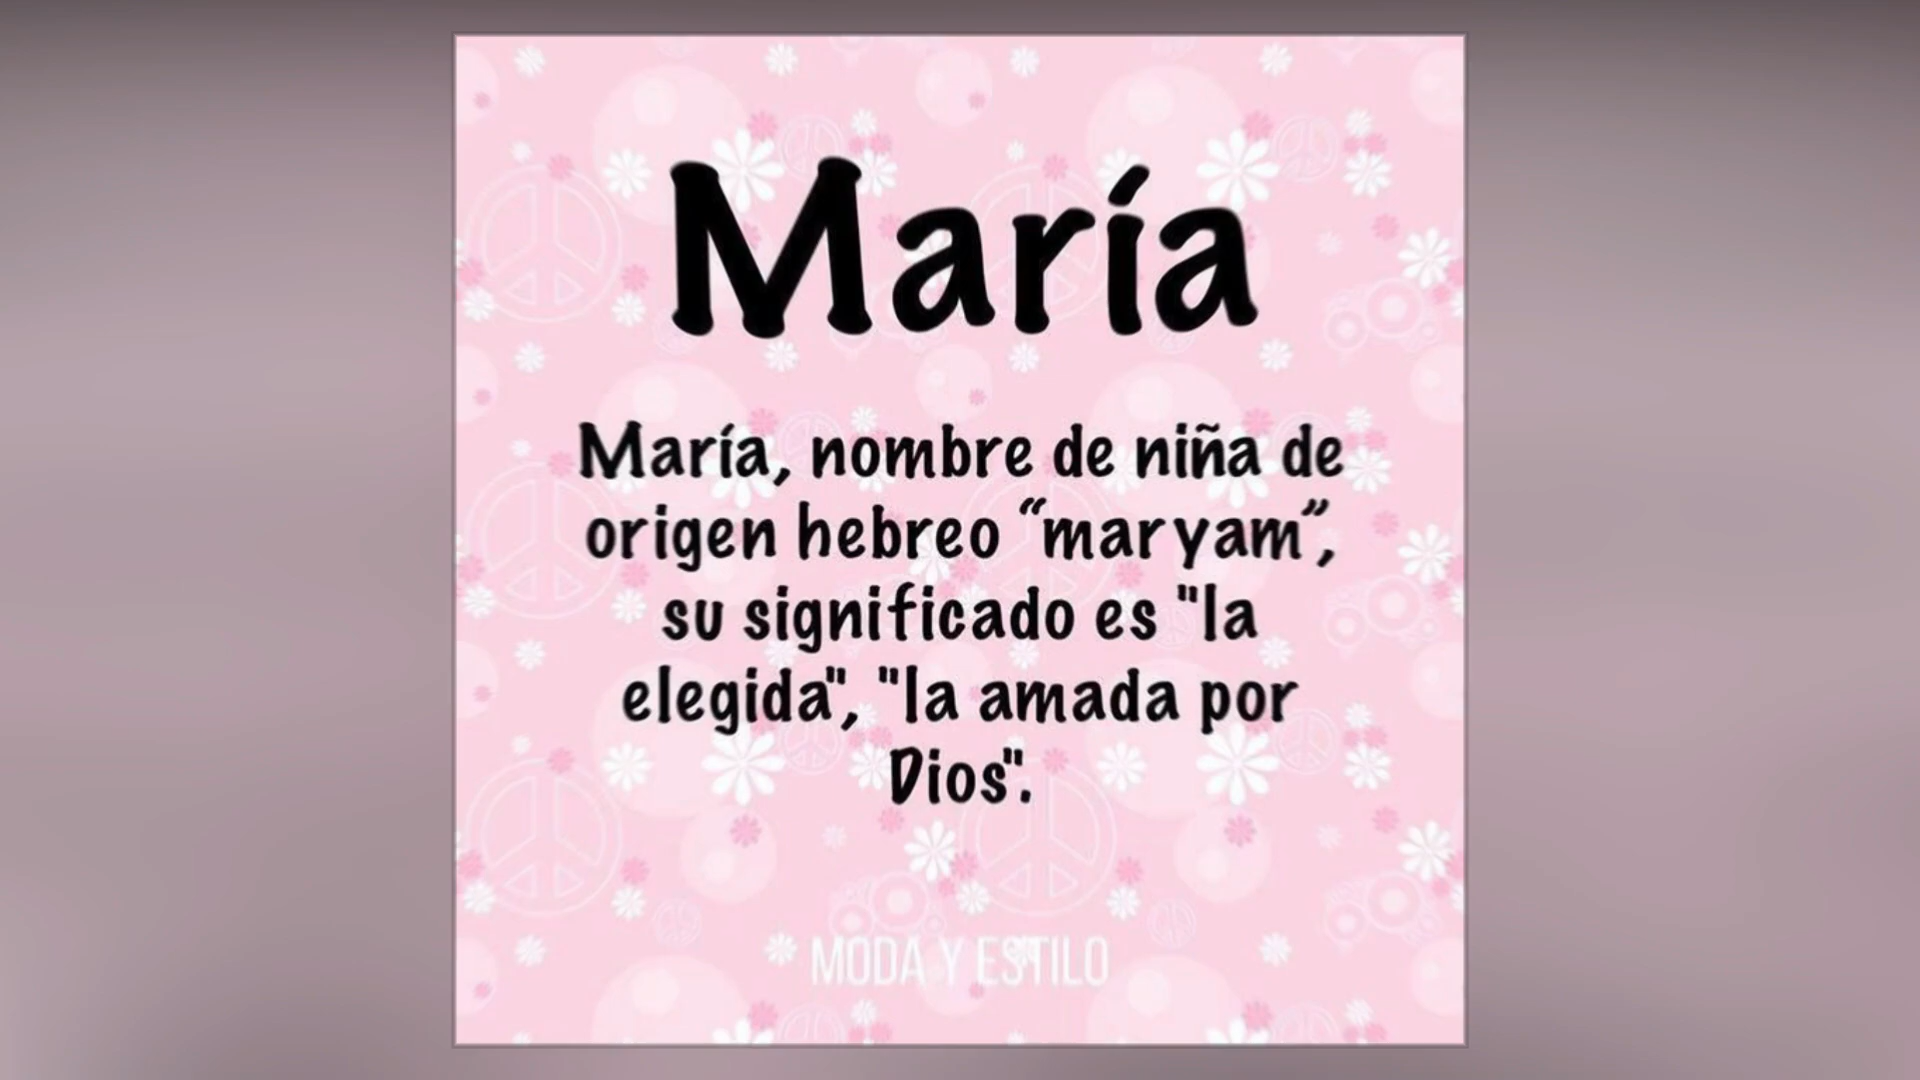 María
María, nombre de niña de
origen hebreo “maryam”,
su significado es "la
elegida", "la amada por
Dios".
MODA Y ESTILO